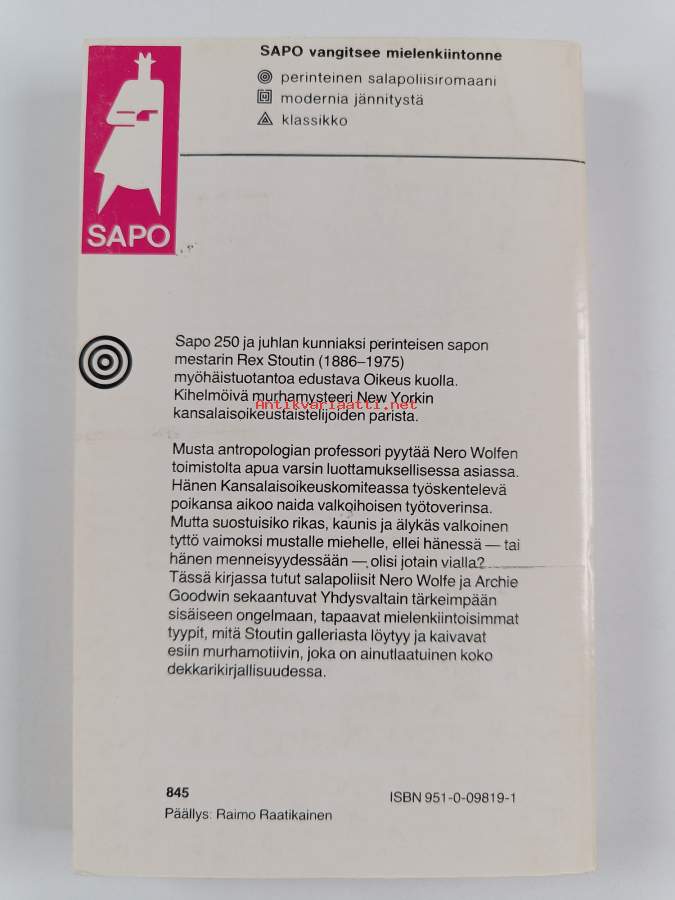 SAPO vangitsee mielenkiintonne
perinteinen salapoliisiromaani
modernia jännitystä
klassikko
SAPO
Sapo 250 ja juhlan kunniaksi perinteisen sapon
mestarin Rex Stoutin (1886–1975)
myöhäistuotantoa edustava Oikeus kuolla.
Kihelmöivä murhamysteeri New Yorkin
Antikvariaatti.net
kansalaisoikeustaistelijoiden parista.
Musta antropologian professori pyytää Nero Wolfen
toimistolta apua varsin luottamuksellisessa asiassa.
Hänen Kansalaisoikeuskomiteassa työskentelevä
poikansa aikoo naida valkoihoisen työtoverinsa.
Mutta suostuisiko rikas, kaunis ja älykäs valkoinen
tyttö vaimoksi mustalle miehelle, ellei hänessä — tai
hänen menneisyydessään — olisi jotain vialla?
Tässä kirjassa tutut salapoliisit Nero Wolfe ja Archie
Goodwin sekaantuvat Yhdysvaltain tärkeimpään
sisäiseen ongelmaan, tapaavat mielenkiintoisimmat
tyypit, mitä Stoutin galleriasta löytyy ja kaivavat
esiin murhamotiivin, joka on ainutlaatuinen koko
dekkarikirjallisuudessa.
845
ISBN 951-0-09819-1
Päällys: Raimo Raatikainen